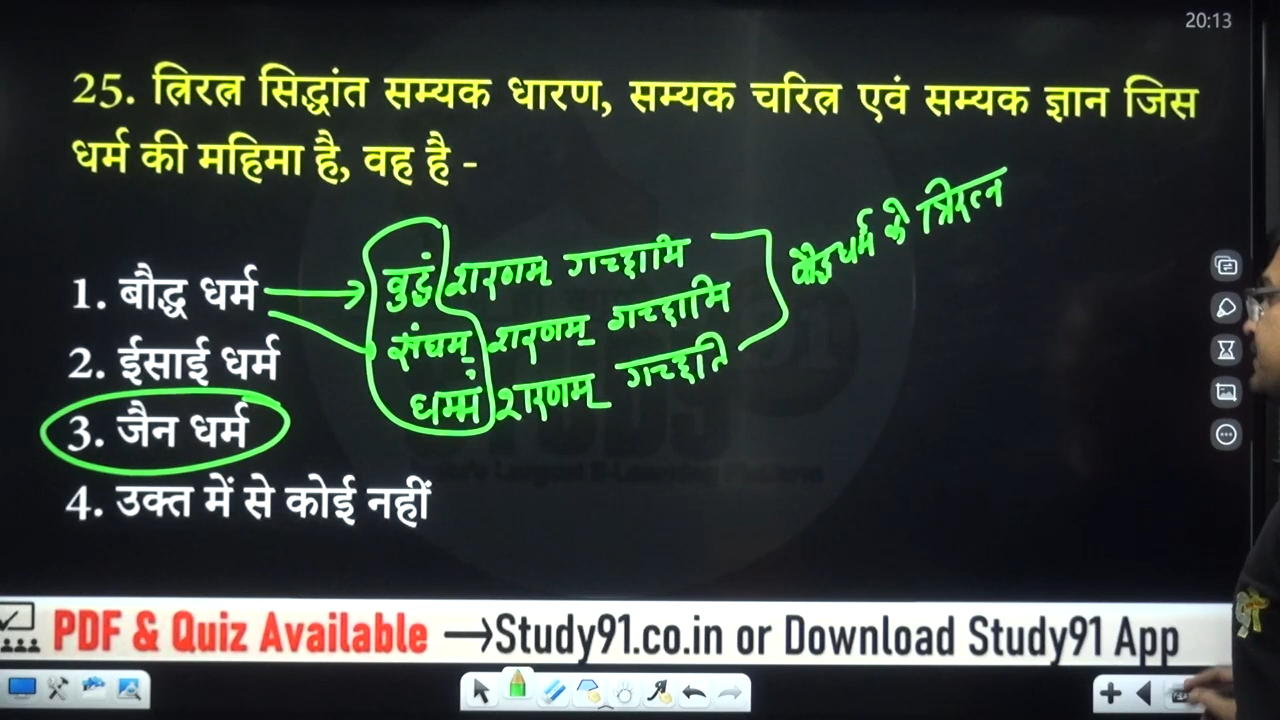 20:13
25. त्रिरत्न सिद्धांत सम्यक धारण, सम्यक चरित्र एवं सम्यक ज्ञान जिस
धर्म की महिमा है, वह है -
1. बौद्ध धर्म
2. ईसाई धर्म
3. जैन धर्म
4. उक्त में से कोई नहीं
बुद्धं शरणम् गच्छामि
संघम् शरणम् गच्छामि
धम्मं शरणम् गच्छति
बौद्ध धर्म के त्रिरत्न
PDF & Quiz Available →Study91.co.in or Download Study91 App